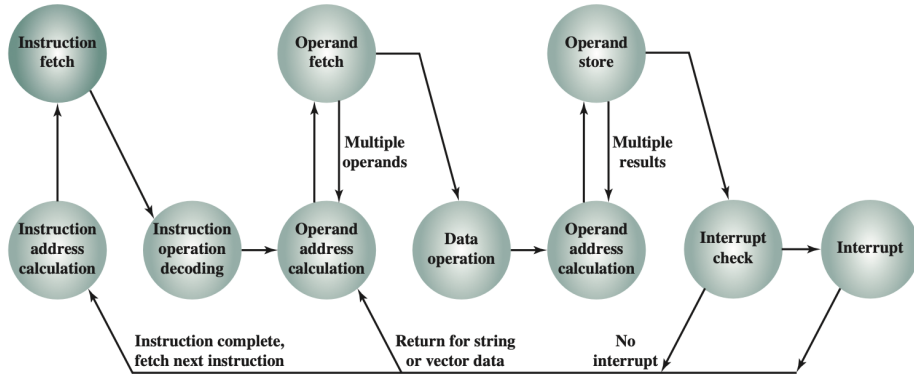 Instruction
fetch
Operand
fetch
Operand
store
Multiple
operands
Multiple
results
Instruction
address
calculation
Instruction
operation
decoding
Operand
address
calculation
Data
operation
Operand
address
calculation
Interrupt
check
Interrupt
Instruction complete,
fetch next instruction
Return for string
or vector data
No
interrupt